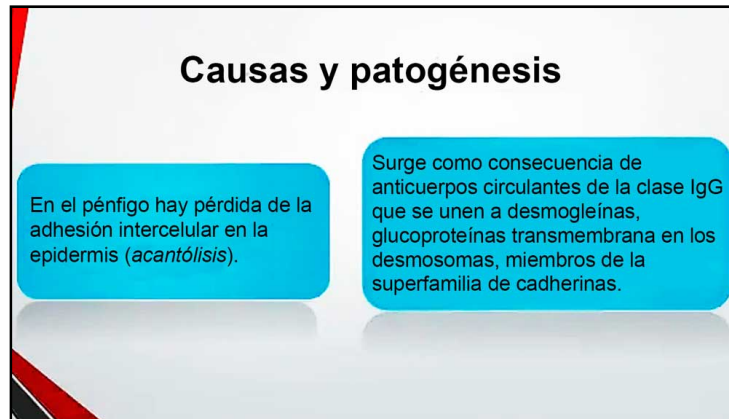 Causas y patogénesis
En el pénfigo hay pérdida de la
adhesión intercelular en la
epidermis (acantólisis).
Surge como consecuencia de
anticuerpos circulantes de la clase IgG
que se unen a desmogleínas,
glucoproteínas transmembrana en los
desmosomas, miembros de la
superfamilia de cadherinas.